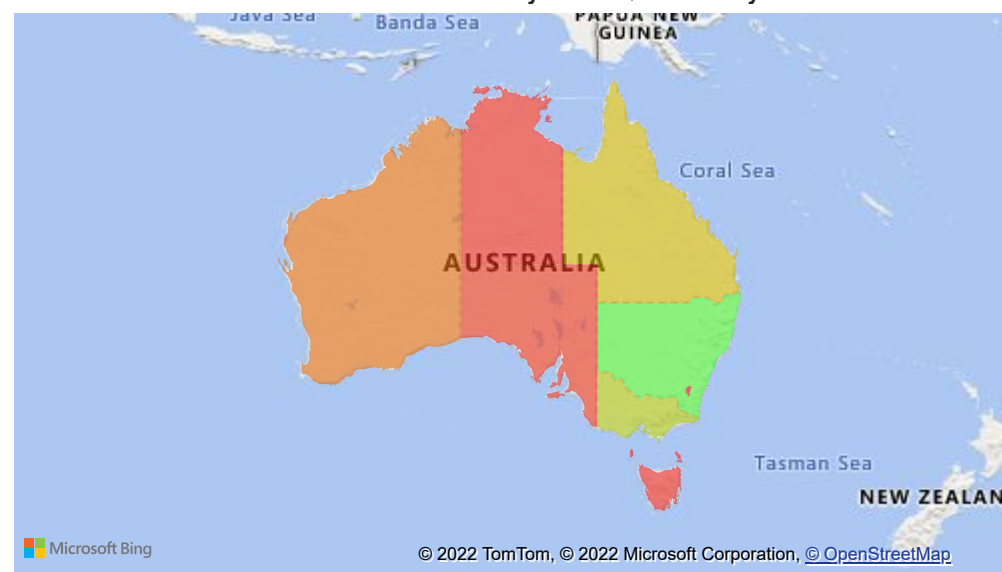 Java Sea
Banda Sea
PAPUA NEW
GUINEA
Coral Sea
AUSTRALIA
Tasman Sea
NEW ZEALAN
Microsoft Bing
© 2022 TomTom, © 2022 Microsoft Corporation, © OpenStreetMap